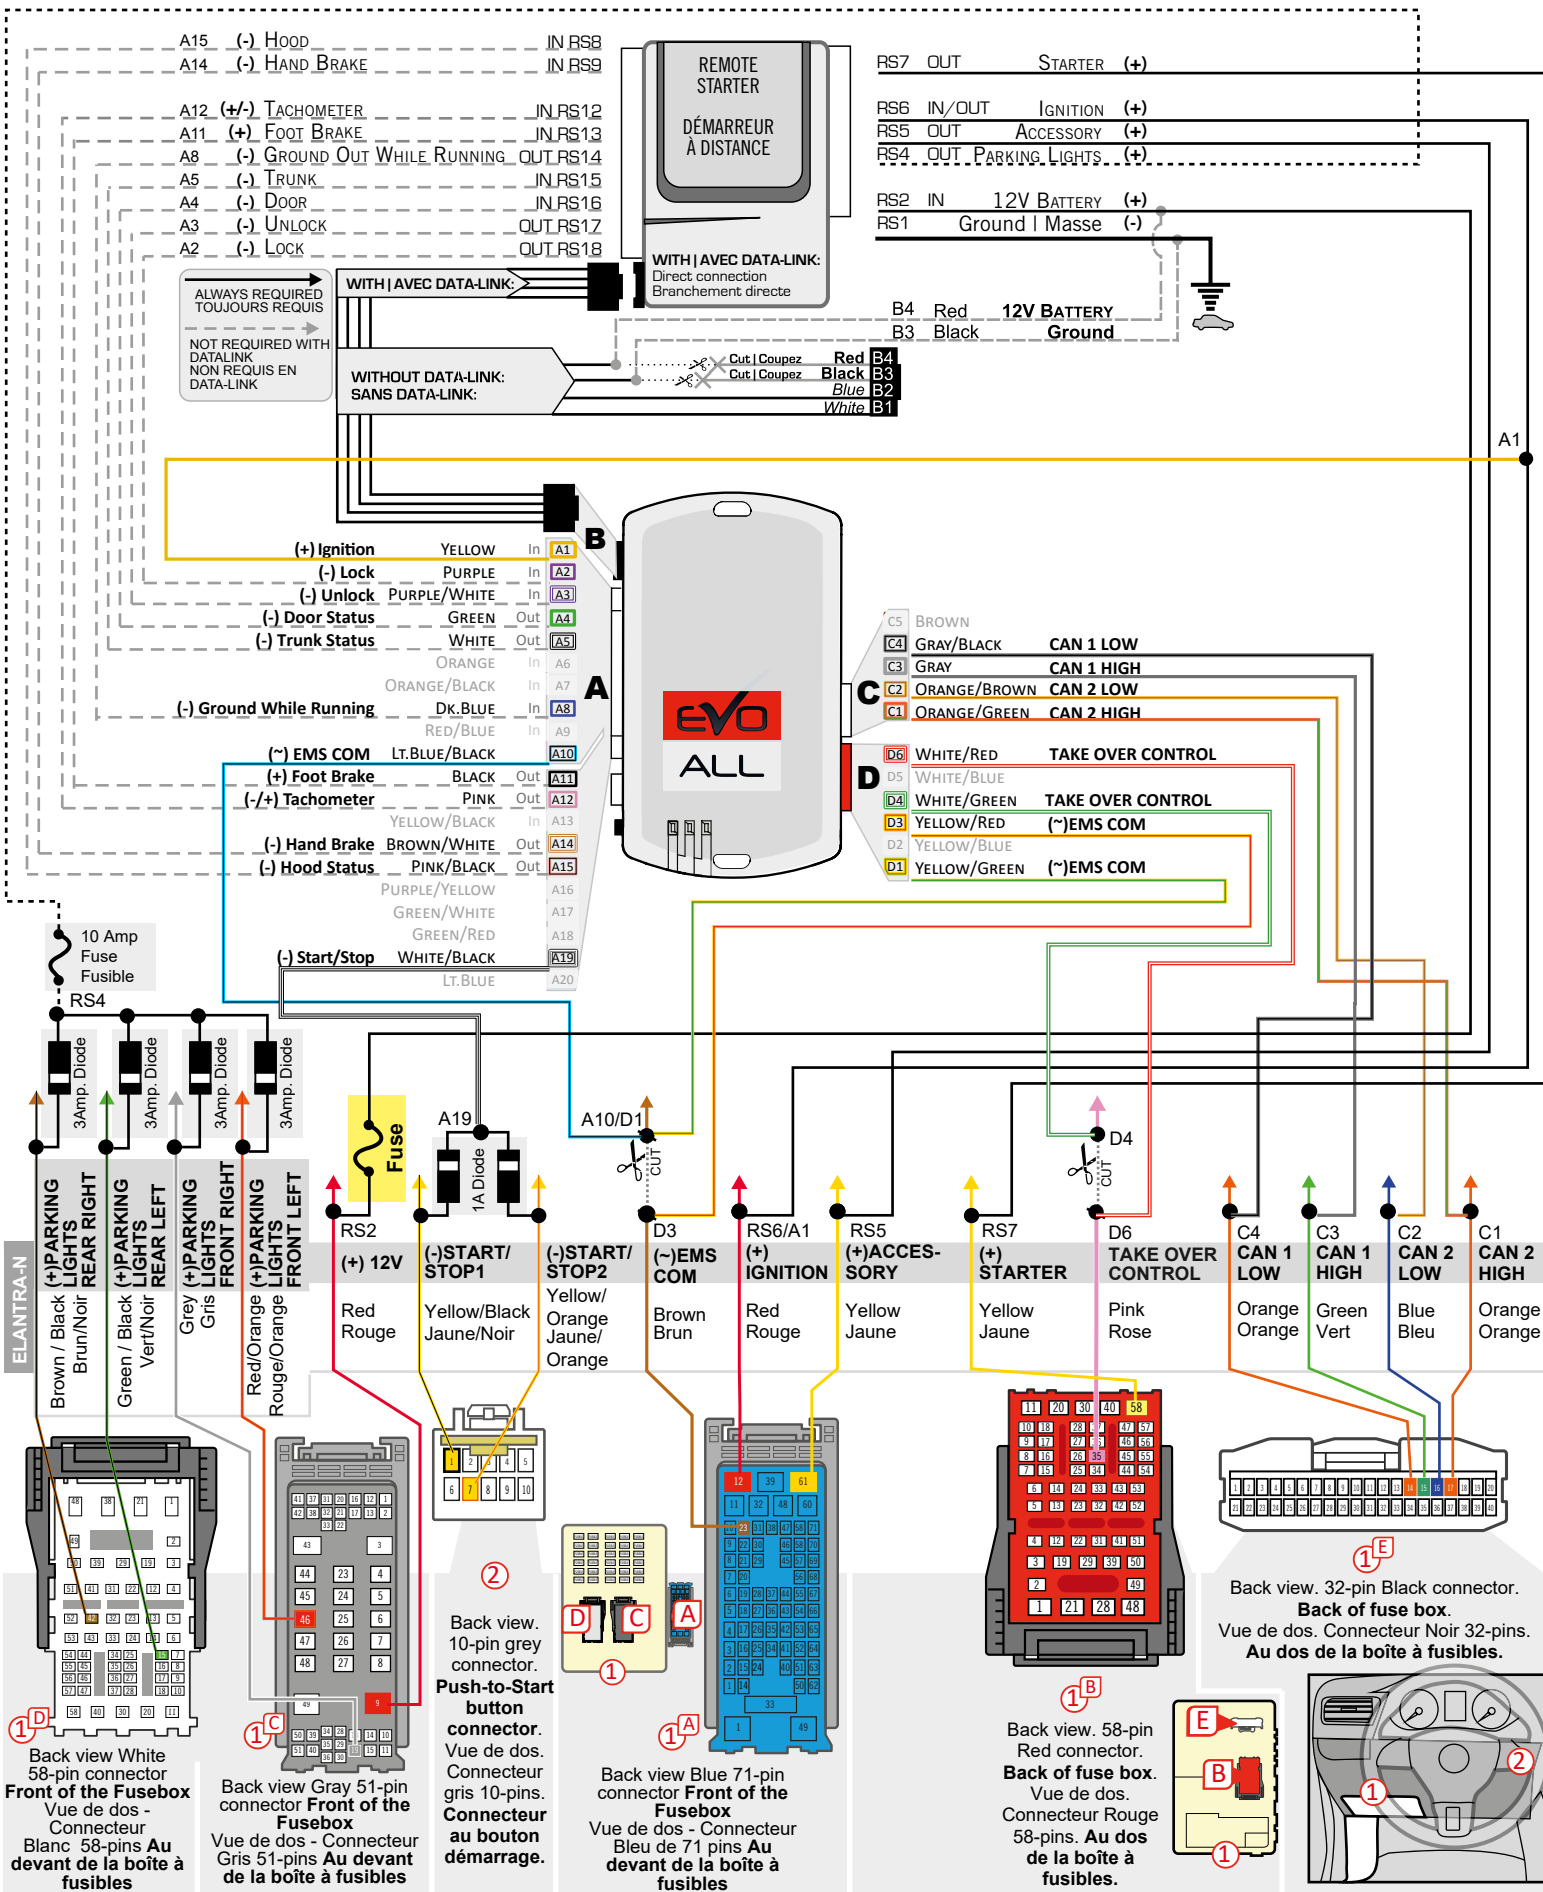 A15 (-) HOOD IN RS8
A14 (-) HAND BRAKE IN RS9
A12 (+/-) TACHOMETER IN RS12
A11 (+) FOOT BRAKE IN RS13
A8 (-) GROUND OUT WHILE RUNNING OUT RS14
A5 (-) TRUNK IN RS15
A4 (-) DOOR IN RS16
A3 (-) UNLOCK OUT RS17
A2 (-) LOCK OUT RS18
REMOTE
STARTER
DÉMARREUR
À DISTANCE
WITH | AVEC DATA-LINK:
Direct connection
Branchement directe
RS7 OUT STARTER (+)
RS6 IN/OUT IGNITION (+)
RS5 OUT ACCESSORY (+)
RS4 OUT PARKING LIGHTS (+)
RS2 IN 12V BATTERY (+)
RS1 Ground | Masse (-)
ALWAYS REQUIRED
TOUJOURS REQUIS
NOT REQUIRED WITH
DATALINK
NON REQUIS EN
DATA-LINK
WITH | AVEC DATA-LINK:
WITHOUT DATA-LINK:
SANS DATA-LINK:
B4 Red 12V BATTERY
B3 Black Ground
Cut | Coupez Red B4
Cut | Coupez Black B3
Blue B2
White B1
A1
B
A
C
D
(+) Ignition YELLOW In A1
(-) Lock PURPLE In A2
(-) Unlock PURPLE/WHITE In A3
(-) Door Status GREEN Out A4
(-) Trunk Status WHITE Out A5
ORANGE In A6
ORANGE/BLACK In A7
(-) Ground While Running DK.BLUE In A8
RED/BLUE In A9
(~) EMS COM LT.BLUE/BLACK A10
(+) Foot Brake BLACK Out A11
(-/+) Tachometer PINK Out A12
YELLOW/BLACK In A13
(-) Hand Brake BROWN/WHITE Out A14
(-) Hood Status PINK/BLACK Out A15
PURPLE/YELLOW A16
GREEN/WHITE A17
GREEN/RED A18
(-) Start/Stop WHITE/BLACK A19
LT.BLUE A20
EVO
ALL
C5 BROWN
C4 GRAY/BLACK CAN 1 LOW
C3 GRAY CAN 1 HIGH
C2 ORANGE/BROWN CAN 2 LOW
C1 ORANGE/GREEN CAN 2 HIGH
D6 WHITE/RED TAKE OVER CONTROL
D5 WHITE/BLUE
D4 WHITE/GREEN TAKE OVER CONTROL
D3 YELLOW/RED (~)EMS COM
D2 YELLOW/BLUE
D1 YELLOW/GREEN (~)EMS COM
10 Amp
Fuse
Fusible
RS4
3Amp. Diode
3Amp. Diode
3Amp. Diode
3Amp. Diode
Fuse
A19
1A Diode
A10/D1
CUT
D4
CUT
ELANTRA-N
(+)PARKING
LIGHTS
REAR RIGHT
Brown / Black
Brun/Noir
(+)PARKING
LIGHTS
REAR LEFT
Green / Black
Vert/Noir
(+)PARKING
LIGHTS
FRONT RIGHT
Grey
Gris
(+)PARKING
LIGHTS
FRONT LEFT
Red/Orange
Rouge/Orange
RS2
(+) 12V
Red
Rouge
(-)START/
STOP1
Yellow/Black
Jaune/Noir
(-)START/
STOP2
Yellow/
Orange
Jaune/
Orange
D3
(~)EMS
COM
Brown
Brun
RS6/A1
(+)
IGNITION
Red
Rouge
RS5
(+)ACCES-
SORY
Yellow
Jaune
RS7
(+)
STARTER
Yellow
Jaune
D6
TAKE OVER
CONTROL
Pink
Rose
C4
CAN 1
LOW
Orange
Orange
C3
CAN 1
HIGH
Green
Vert
C2
CAN 2
LOW
Blue
Bleu
C1
CAN 2
HIGH
Orange
Orange
1 D
Back view White
58-pin connector
Front of the Fusebox
Vue de dos -
Connecteur
Blanc 58-pins Au
devant de la boîte à
fusibles
1 C
Back view Gray 51-pin
connector Front of the
Fusebox
Vue de dos - Connecteur
Gris 51-pins Au devant
de la boîte à fusibles
2
Back view.
10-pin grey
connector.
Push-to-Start
button
connector.
Vue de dos.
Connecteur
gris 10-pins.
Connecteur
au bouton
démarrage.
D C A
1
1 A
Back view Blue 71-pin
connector Front of the
Fusebox
Vue de dos - Connecteur
Bleu de 71 pins Au
devant de la boîte à
fusibles
1 B
Back view. 58-pin
Red connector.
Back of fuse box.
Vue de dos.
Connecteur Rouge
58-pins. Au dos
de la boîte à
fusibles.
E
B
1
1 E
Back view. 32-pin Black connector.
Back of fuse box.
Vue de dos. Connecteur Noir 32-pins.
Au dos de la boîte à fusibles.
1
2